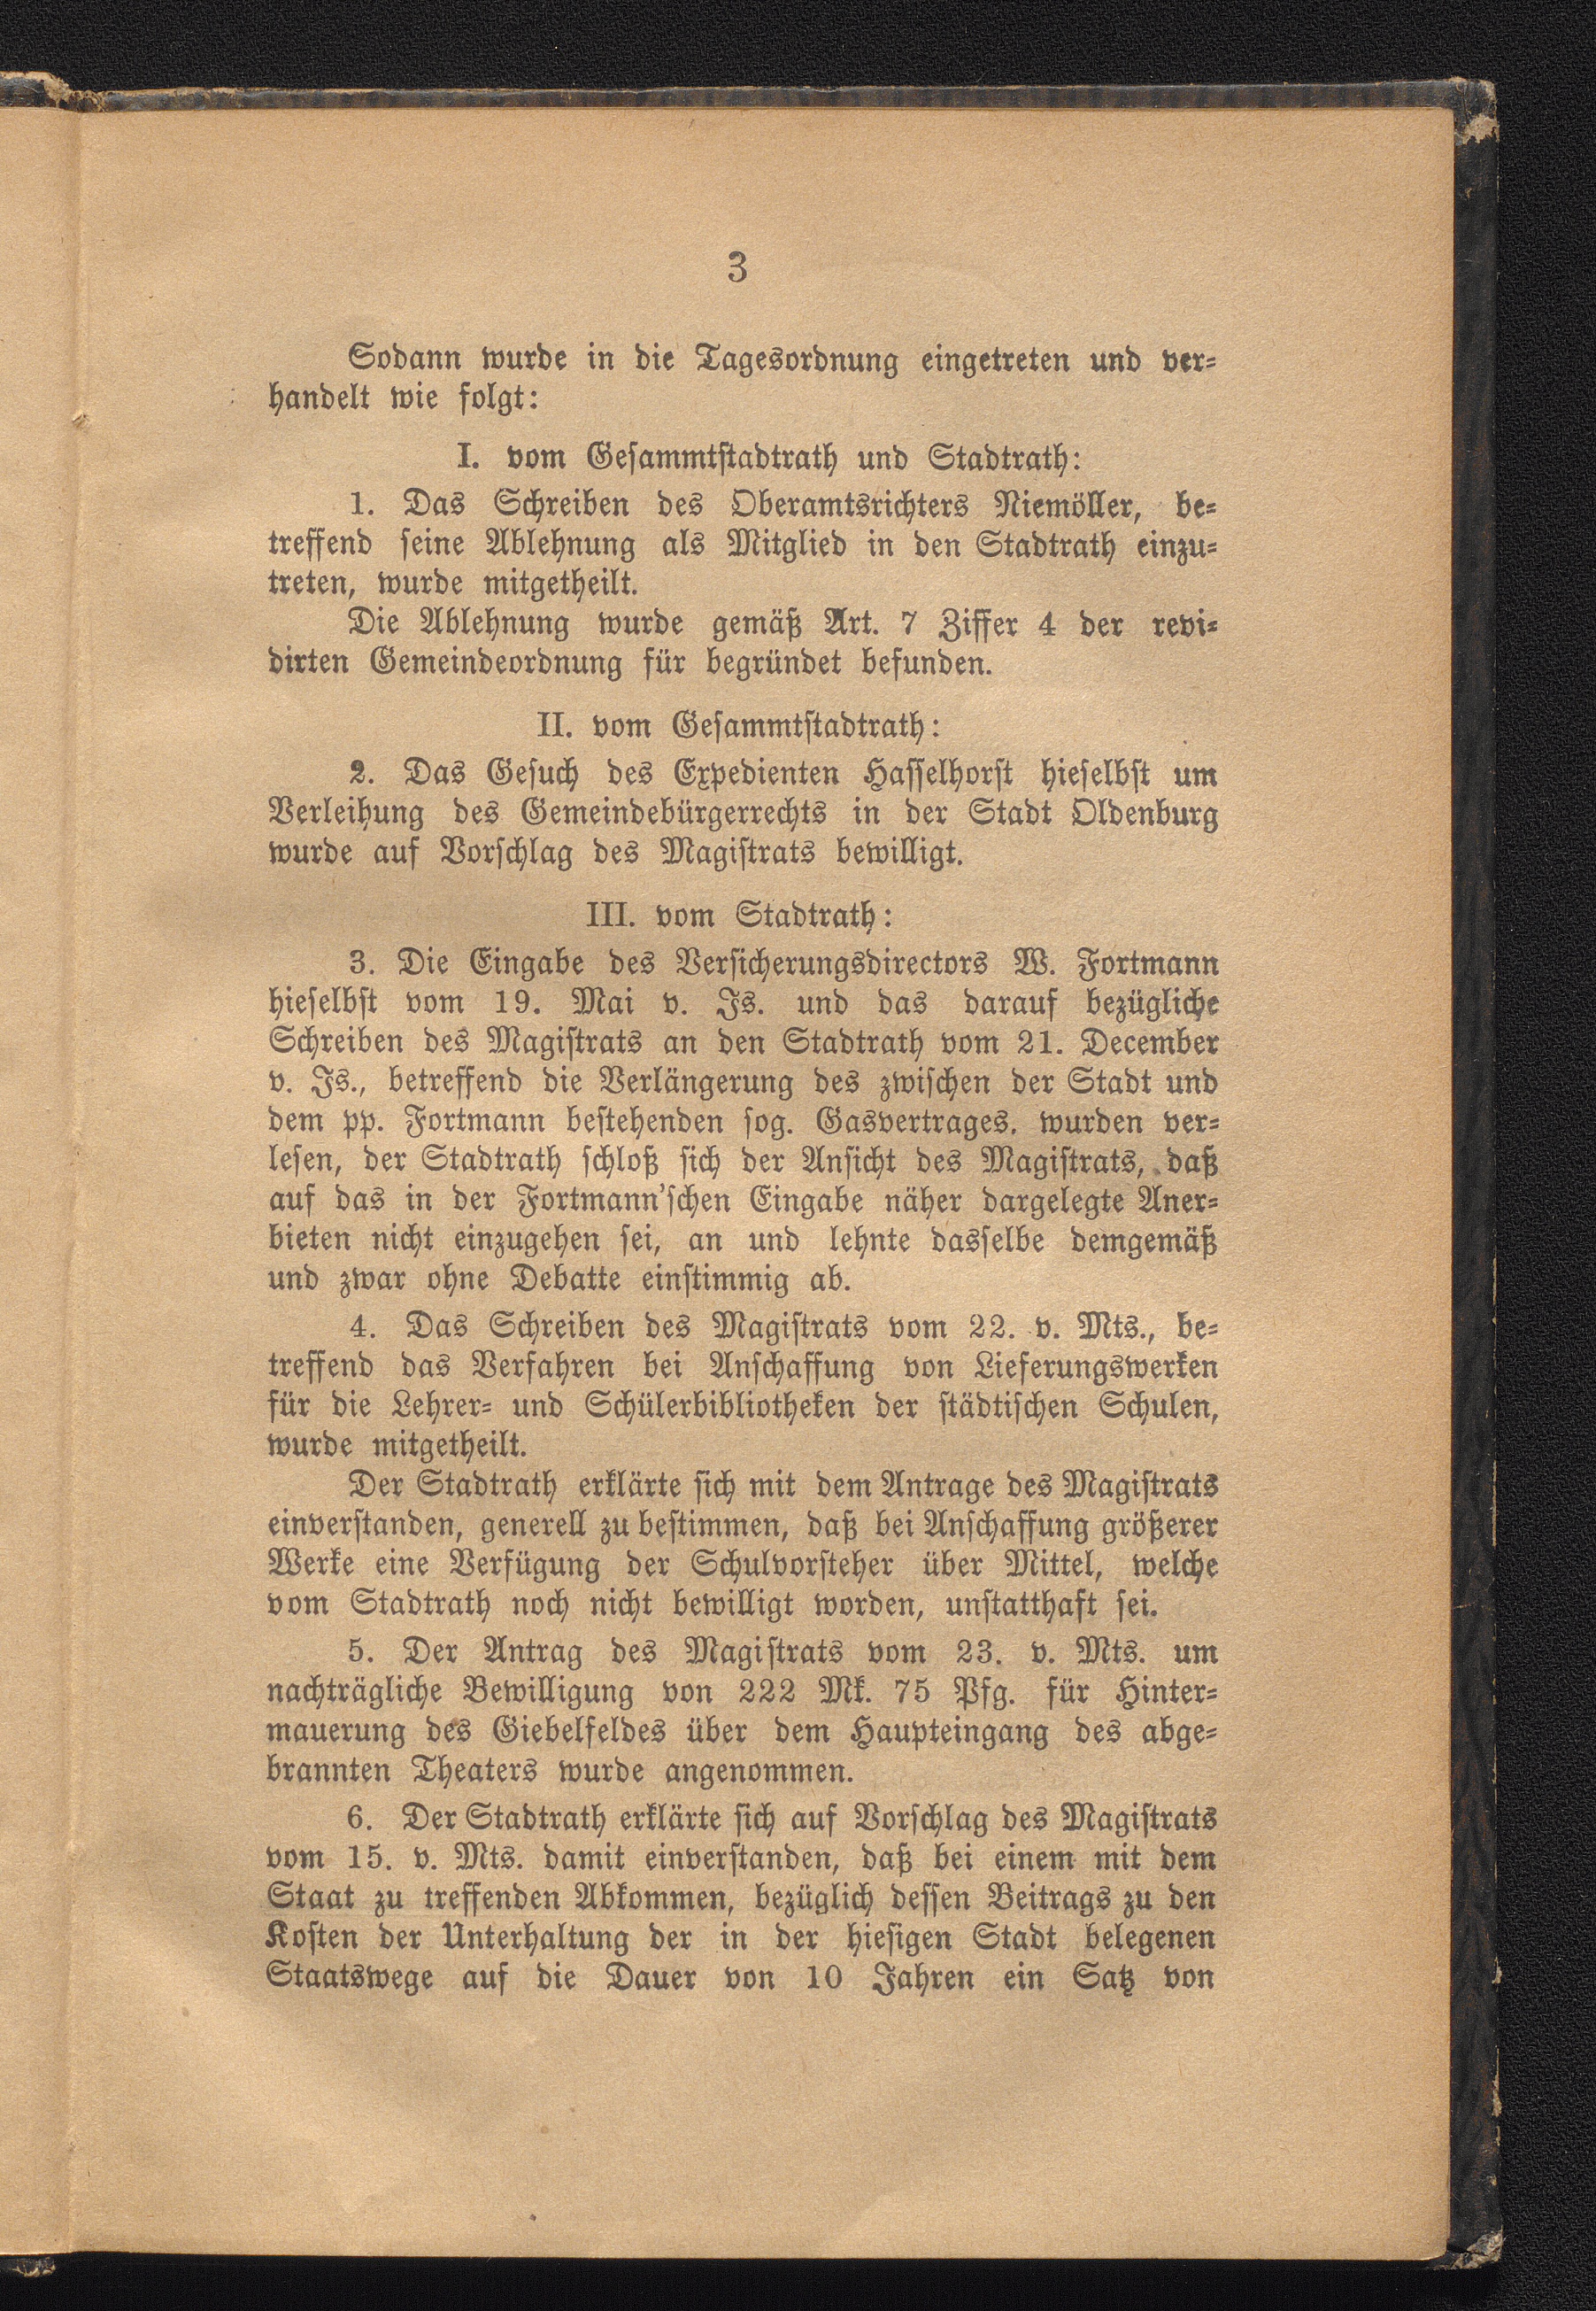 3
Sodann wurde in die Tagesordnung eingetreten und ver-
handelt wie folgt:
I. vom Gesammtstadtrath und Stadtrath:
1. Das Schreiben des Oberamtsrichters Niemöller, be-
treffend seine Ablehnung als Mitglied in den Stadtrath einzu-
treten, wurde mitgetheilt.
Die Ablehnung wurde gemäß Art. 7 Ziffer 4 der revi-
dirten Gemeindeordnung für begründet befunden.
II. vom Gesammtstadtrath:
2. Das Gesuch des Expedienten Hasselhorst hieselbst um
Verleihung des Gemeindebürgerrechts in der Stadt Oldenburg
wurde auf Vorschlag des Magistrats bewilligt.
III. vom Stadtrath:
3. Die Eingabe des Versicherungsdirectors W. Fortmann
hieselbst vom 19. Mai v. Js. und das darauf bezügliche
Schreiben des Magistrats an den Stadtrath vom 21. December
v. Js., betreffend die Verlängerung des zwischen der Stadt und
dem pp. Fortmann bestehenden sog. Gasvertrages. wurden ver-
lesen, der Stadtrath schloß sich der Ansicht des Magistrats, daß
auf das in der Fortmann'schen Eingabe näher dargelegte Aner-
bieten nicht einzugehen sei, an und lehnte dasselbe demgemäß
und zwar ohne Debatte einstimmig ab.
4. Das Schreiben des Magistrats vom 22. v. Mts., be-
treffend das Verfahren bei Anschaffung von Lieferungswerken
für die Lehrer- und Schülerbibliotheken der städtischen Schulen,
wurde mitgetheilt.
Der Stadtrath erklärte sich mit dem Antrage des Magistrats
einverstanden, generell zu bestimmen, daß bei Anschaffung größerer
Werke eine Verfügung der Schulvorsteher über Mittel, welche
vom Stadtrath noch nicht bewilligt worden, unstatthaft sei.
5. Der Antrag des Magistrats vom 23. v. Mts. um
nachträgliche Bewilligung von 222 Mk. 75 Pfg. für Hinter-
mauerung des Giebelfeldes über dem Haupteingang des abge-
brannten Theaters wurde angenommen.
6. Der Stadtrath erklärte sich auf Vorschlag des Magistrats
vom 15. v. Mts. damit einverstanden, daß bei einem mit dem
Staat zu treffenden Abkommen, bezüglich dessen Beitrags zu den
Kosten der Unterhaltung der in der hiesigen Stadt belegenen
Staatswege auf die Dauer von 10 Jahren ein Satz von